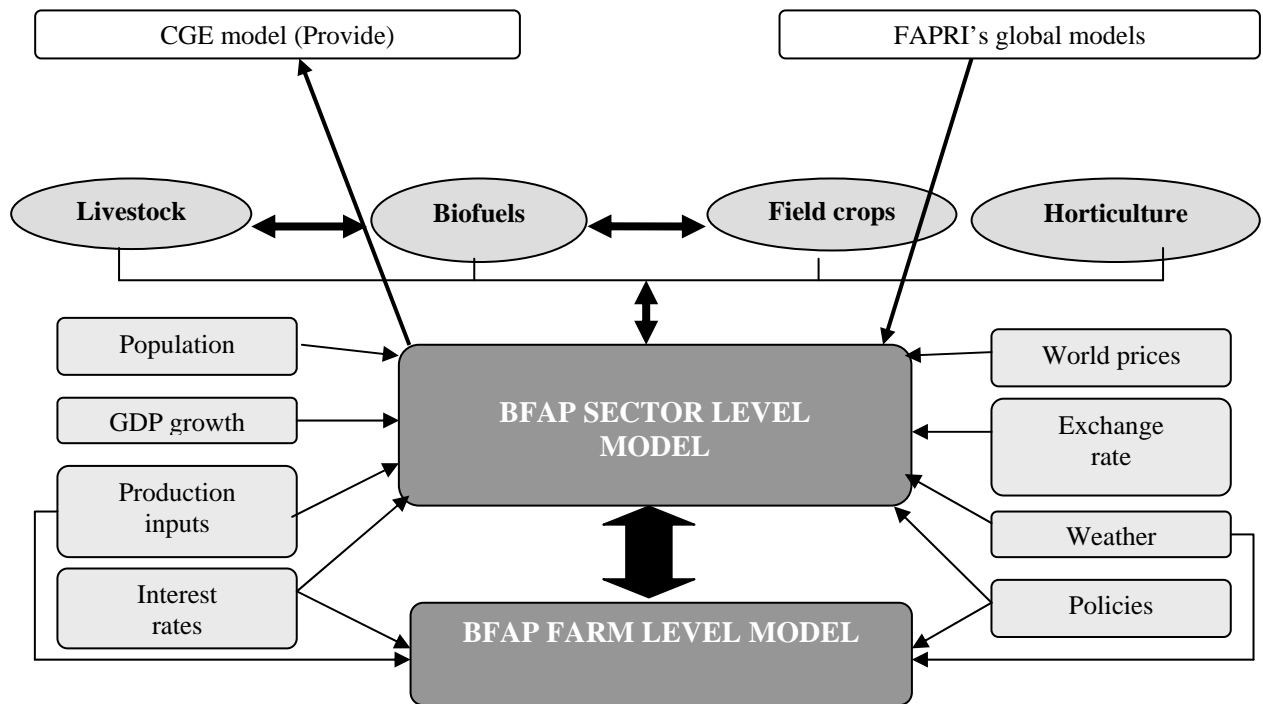 CGE model (Provide)
FAPRI's global models
Livestock
Biofuels
Field crops
Horticulture
Population
World prices
BFAP SECTOR LEVEL
MODEL
GDP growth
Exchange
rate
Production
inputs
Weather
Interest
rates
Policies
BFAP FARM LEVEL MODEL